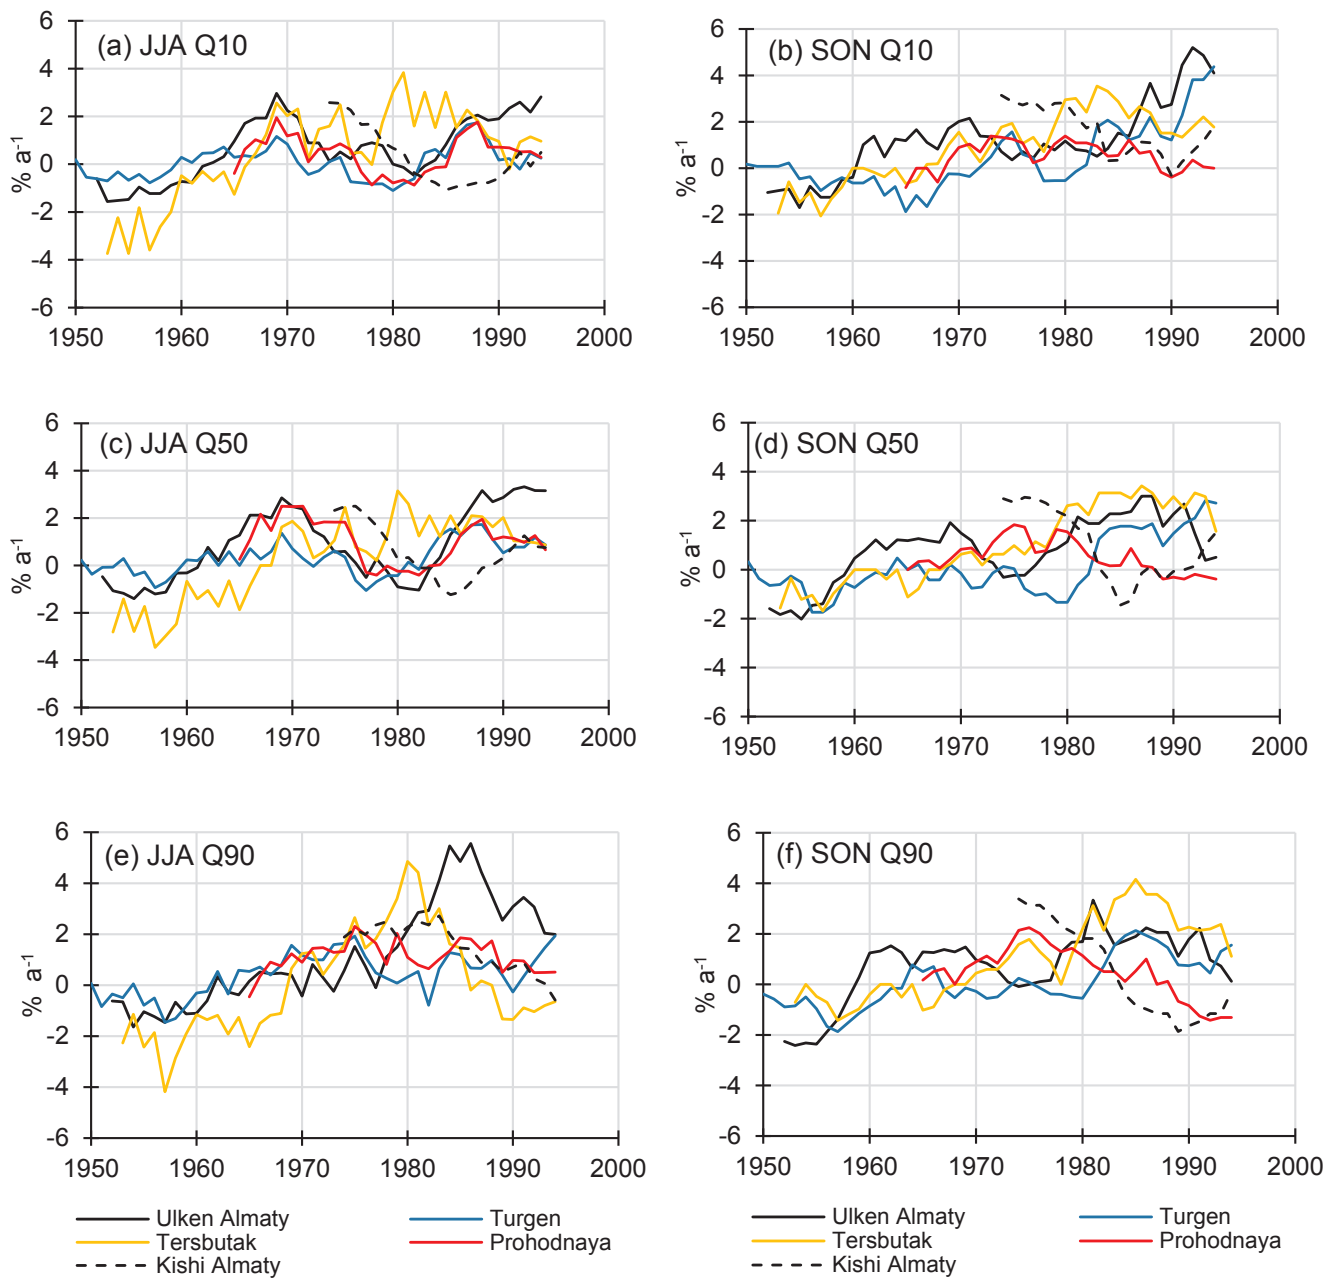 (a) JJA Q10
6
4
2
0
-2
-4
-6
% a-1
1950 1960 1970 1980 1990 2000
(b) SON Q10
6
4
2
0
-2
-4
-6
% a-1
1950 1960 1970 1980 1990 2000
(c) JJA Q50
6
4
2
0
-2
-4
-6
% a-1
1950 1960 1970 1980 1990 2000
(d) SON Q50
6
4
2
0
-2
-4
-6
% a-1
1950 1960 1970 1980 1990 2000
(e) JJA Q90
6
4
2
0
-2
-4
-6
% a-1
1950 1960 1970 1980 1990 2000
(f) SON Q90
6
4
2
0
-2
-4
-6
% a-1
1950 1960 1970 1980 1990 2000
Ulken Almaty Turgen
Tersbutak Prohodnaya
Kishi Almaty
Ulken Almaty Turgen
Tersbutak Prohodnaya
Kishi Almaty